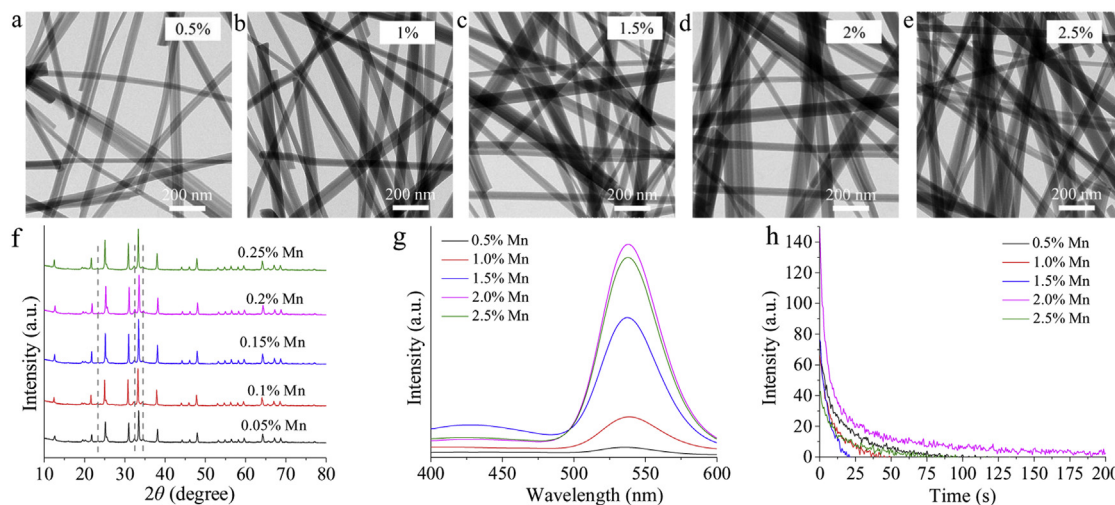 a
0.5%
200 nm
b
1%
200 nm
c
1.5%
200 nm
d
2%
200 nm
e
2.5%
200 nm
f
0.25% Mn
0.2% Mn
0.15% Mn
0.1% Mn
0.05% Mn
Intensity (a.u.)
10 20 30 40 50 60 70 80
2θ (degree)
g
0.5% Mn
1.0% Mn
1.5% Mn
2.0% Mn
2.5% Mn
Intensity (a.u.)
400 450 500 550 600
Wavelength (nm)
h
140
120
100
80
60
40
20
0
0.5% Mn
1.0% Mn
1.5% Mn
2.0% Mn
2.5% Mn
Intensity (a.u.)
0 25 50 75 100 125 150 175 200
Time (s)